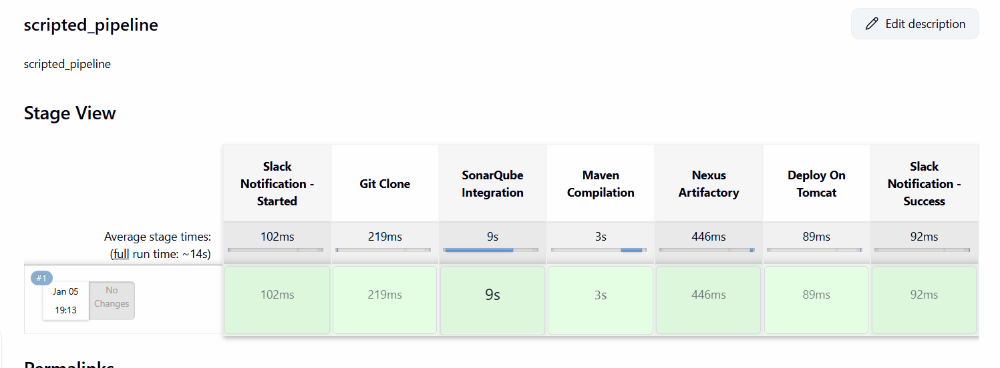 scripted_pipeline
Edit description
scripted_pipeline
Stage View
Slack
Notification -
Started
Git Clone
SonarQube
Integration
Maven
Compilation
Nexus
Artifactory
Deploy On
Tomcat
Slack
Notification -
Success
Average stage times:
(full run time: ~14s)
102ms
219ms
9s
3s
446ms
89ms
92ms
#1
Jan 05
19:13
No
Changes
102ms
219ms
9s
3s
446ms
89ms
92ms
Permalinks